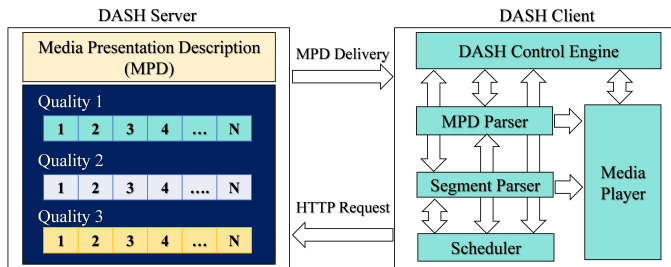 DASH Server
Media Presentation Description
(MPD)
Quality 1
1 2 3 4 ... N
Quality 2
1 2 3 4 .... N
Quality 3
1 2 3 4 ... N
MPD Delivery
HTTP Request
DASH Client
DASH Control Engine
MPD Parser
Segment Parser
Scheduler
Media
Player